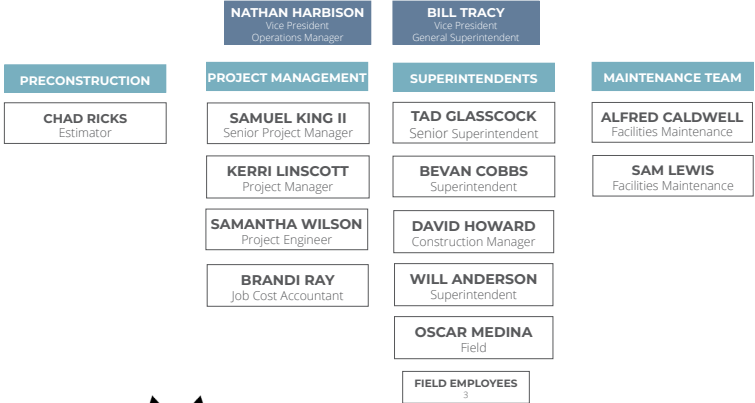 NATHAN HARBISON
Vice President
Operations Manager
BILL TRACY
Vice President
General Superintendent
PRECONSTRUCTION
CHAD RICKS
Estimator
PROJECT MANAGEMENT
SAMUEL KING II
Senior Project Manager
KERRI LINSCOTT
Project Manager
SAMANTHA WILSON
Project Engineer
BRANDI RAY
Job Cost Accountant
SUPERINTENDENTS
TAD GLASSCOCK
Senior Superintendent
BEVAN COBBS
Superintendent
DAVID HOWARD
Construction Manager
WILL ANDERSON
Superintendent
OSCAR MEDINA
Field
FIELD EMPLOYEES
3
MAINTENANCE TEAM
ALFRED CALDWELL
Facilities Maintenance
SAM LEWIS
Facilities Maintenance